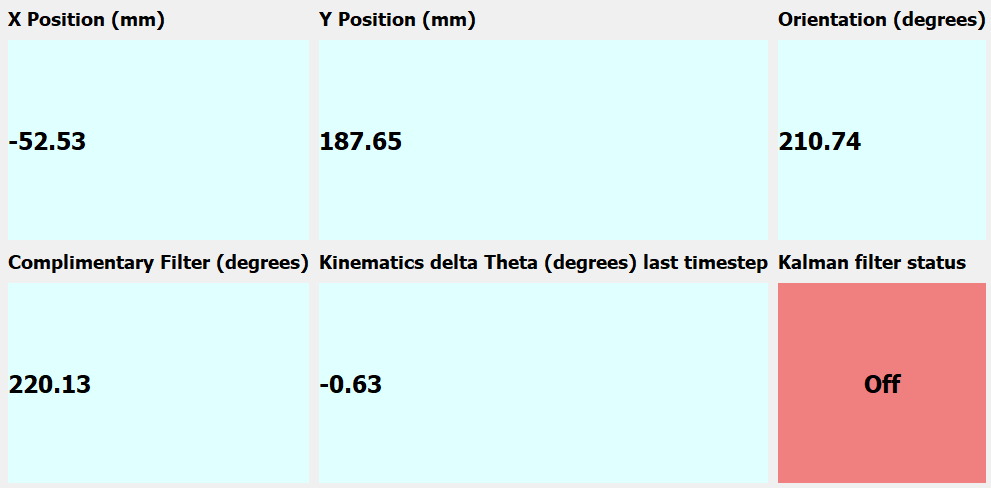 X Position (mm)
Y Position (mm)
Orientation (degrees)
-52.53
187.65
210.74
Complimentary Filter (degrees)
Kinematics delta Theta (degrees) last timestep
Kalman filter status
220.13
-0.63
Off